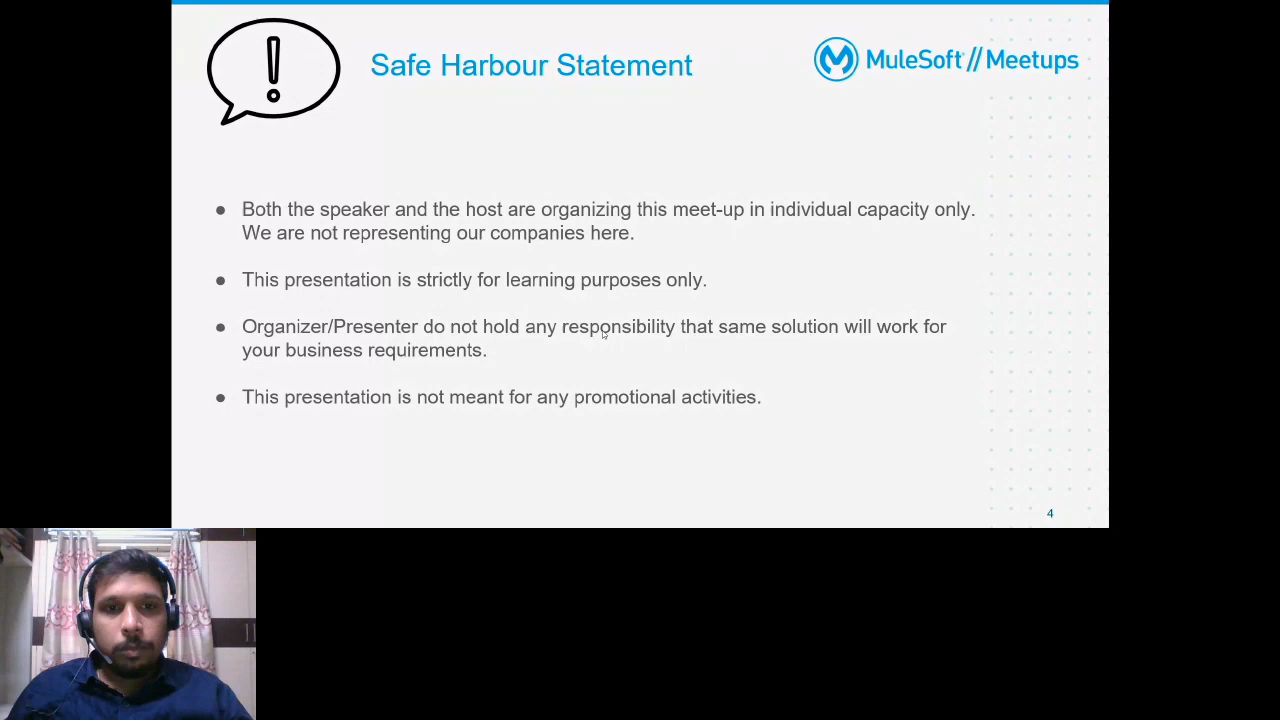 Safe Harbour Statement
MuleSoft // Meetups
● Both the speaker and the host are organizing this meet-up in individual capacity only.
We are not representing our companies here.
● This presentation is strictly for learning purposes only.
● Organizer/Presenter do not hold any responsibility that same solution will work for
your business requirements.
● This presentation is not meant for any promotional activities.
4